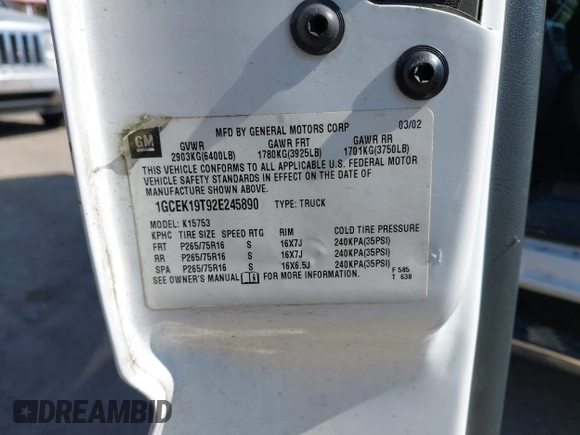 GM
MFD BY GENERAL MOTORS CORP 03/02
GVWR GAWR FRT GAWR RR
2903KG(6400LB) 1780KG(3925LB) 1701KG(3750LB)
THIS VEHICLE CONFORMS TO ALL APPLICABLE U.S. FEDERAL MOTOR
VEHICLE SAFETY STANDARDS IN EFFECT ON THE DATE OF
MANUFACTURE SHOWN ABOVE.
1GCEK19T92E245890 TYPE: TRUCK
MODEL: K15753
KPHC TIRE SIZE SPEED RTG RIM COLD TIRE PRESSURE
FRT P265/75R16 S 16X7J 240KPA(35PSI)
RR P265/75R16 S 16X7J 240KPA(35PSI)
SPA P265/75R16 S 16X6.5J 240KPA(35PSI)
SEE OWNER'S MANUAL FOR MORE INFORMATION.
F 585
T 638
DREAMBID